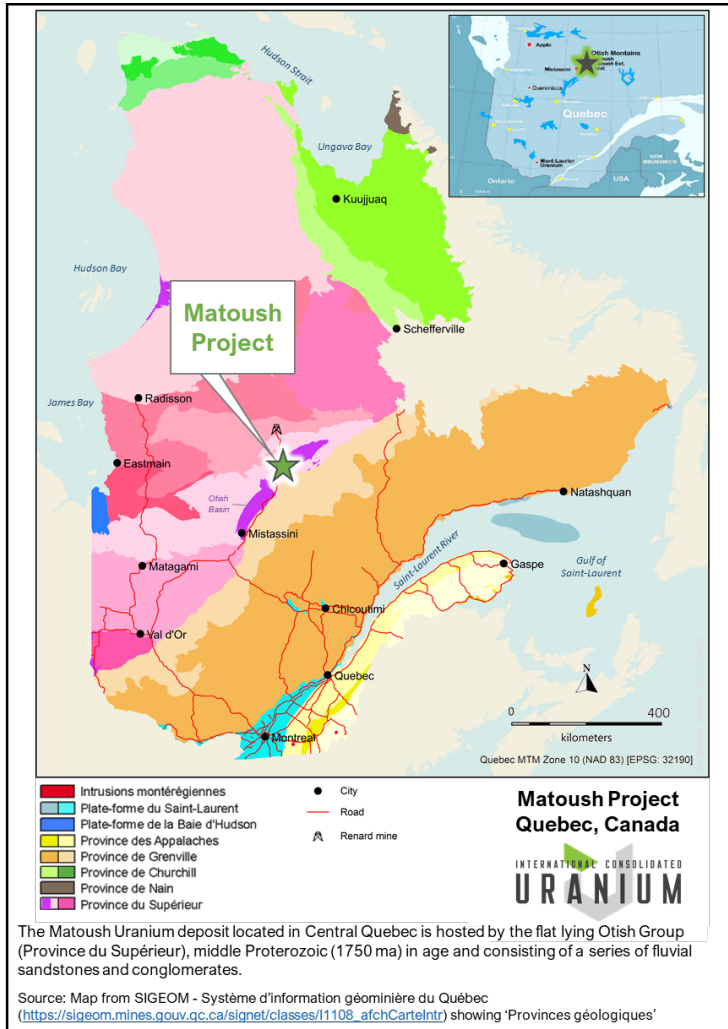 Hudson Strait
Ungava Bay
Kuujjuaq
Hudson Bay
Apple
Otish Montains
Mistassini
Quebec
Mont-Laurier
Uranium
Ontario
USA
NEW
BRUNSWICK
Matoush
Project
Schefferville
James Bay
Radisson
Eastmain
Otish
Basin
Natashquan
Mistassini
Matagami
Saint-Laurent River
Gaspe
Gulf of
Saint-Laurent
Chicoutimi
Val d'Or
Quebec
N
Montreal
0 400
kilometers
Quebec MTM Zone 10 (NAD 83) [EPSG: 32190]
Intrusions montérégiennes
Plate-forme du Saint-Laurent
Plate-forme de la Baie d'Hudson
Province des Appalaches
Province de Grenville
Province de Churchill
Province de Nain
Province du Supérieur
City
Road
Renard mine
Matoush Project
Quebec, Canada
INTERNATIONAL CONSOLIDATED
URANIUM
The Matoush Uranium deposit located in Central Quebec is hosted by the flat lying Otish Group
(Province du Supérieur), middle Proterozoic (1750 ma) in age and consisting of a series of fluvial
sandstones and conglomerates.
Source: Map from SIGEOM - Système d'information géominière du Québec
(https://sigeom.mines.gouv.qc.ca/signet/classes/I1108_afchCarteIntr) showing 'Provinces géologiques'